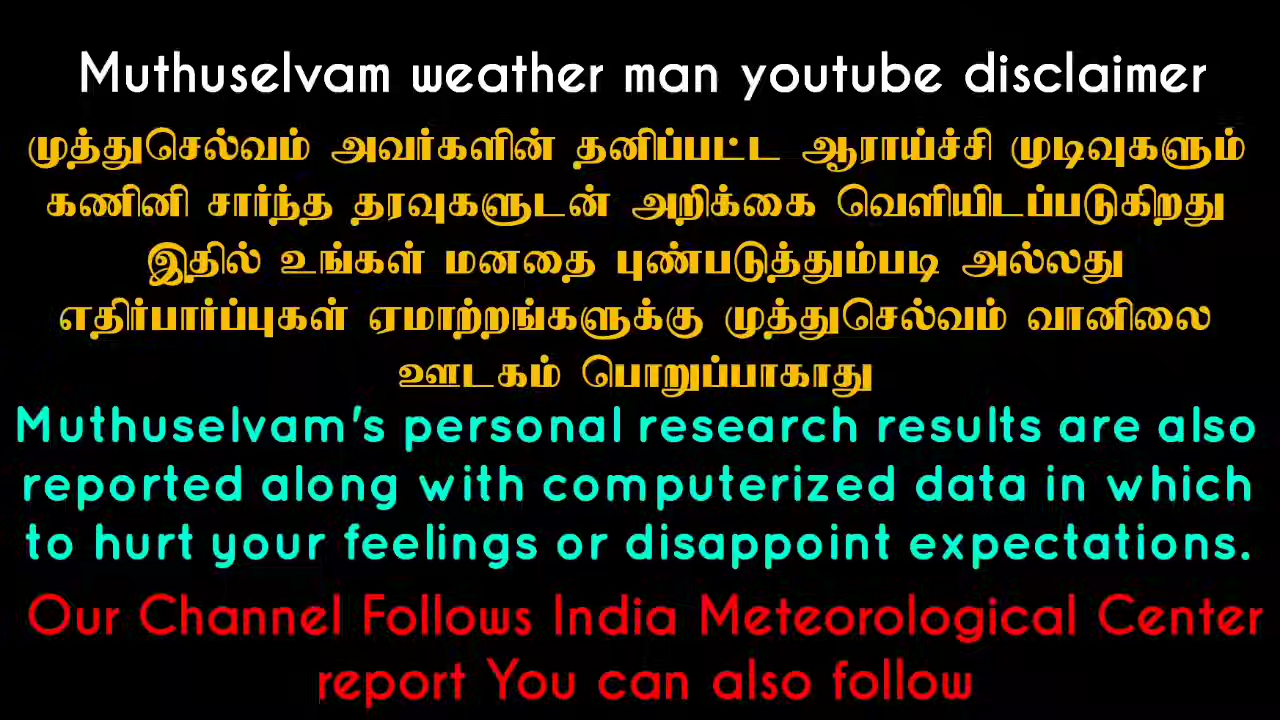 Muthuselvam weather man youtube disclaimer
முத்துசெல்வம் அவர்களின் தனிப்பட்ட ஆராய்ச்சி முடிவுகளும்
கணினி சார்ந்த தரவுகளுடன் அறிக்கை வெளியிடப்படுகிறது
இதில் உங்கள் மனதை புண்படுத்தும்படி அல்லது
எதிர்பார்ப்புகள் ஏமாற்றங்களுக்கு முத்துசெல்வம் வானிலை
ஊடகம் பொறுப்பாகாது
Muthuselvam's personal research results are also
reported along with computerized data in which
to hurt your feelings or disappoint expectations.
Our Channel Follows India Meteorological Center
report You can also follow